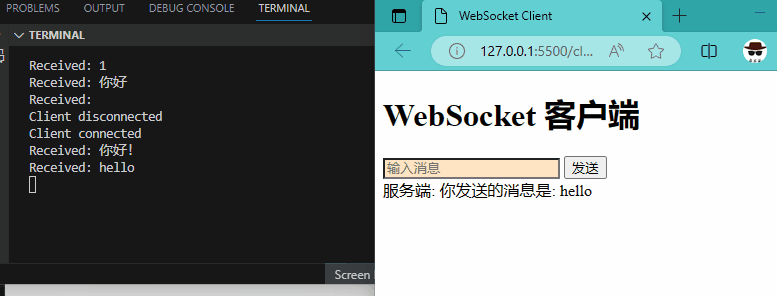 PROBLEMS OUTPUT DEBUG CONSOLE TERMINAL
TERMINAL
Received: 1
Received: 你好
Received:
Client disconnected
Client connected
Received: 你好！
Received: hello
Screen
WebSocket Client
127.0.0.1:5500/cl...
WebSocket 客户端
输入消息 发送
服务端: 你发送的消息是: hello